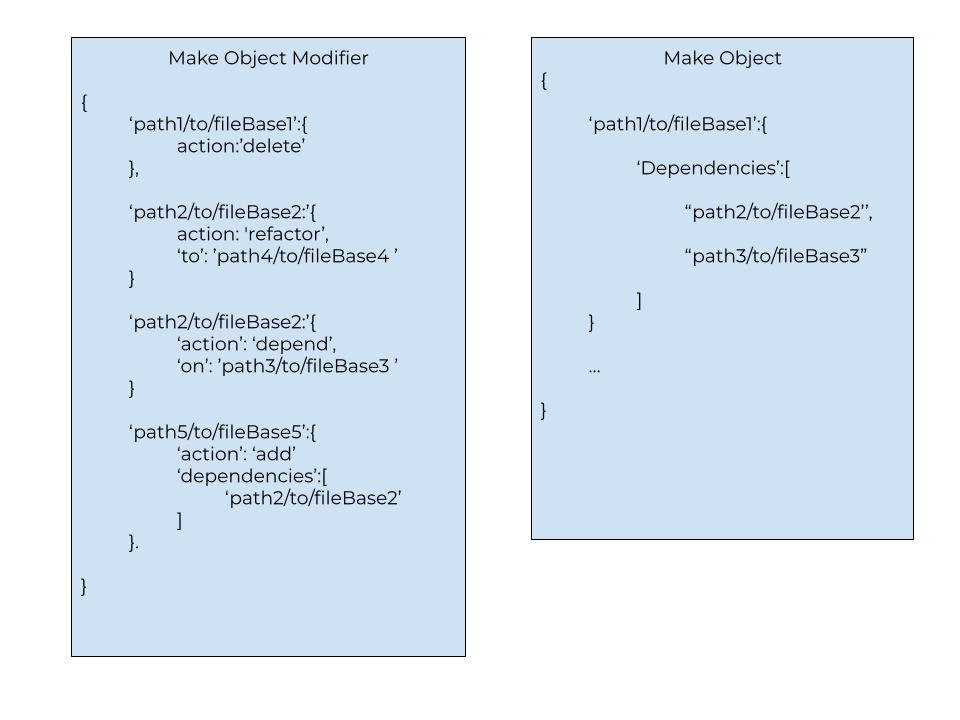 Make Object Modifier
{
‘path1/to/fileBase1’:{
action:’delete’
},
‘path2/to/fileBase2:’{
action: 'refactor’,
‘to’: ’path4/to/fileBase4 ’
}
‘path2/to/fileBase2:’{
‘action’: ‘depend’,
‘on’: ’path3/to/fileBase3 ’
}
‘path5/to/fileBase5’:{
‘action’: ‘add’
‘dependencies’:[
‘path2/to/fileBase2’
]
}.
}
Make Object
{
‘path1/to/fileBase1’:{
‘Dependencies’:[
“path2/to/fileBase2’’,
“path3/to/fileBase3”
]
}
...
}